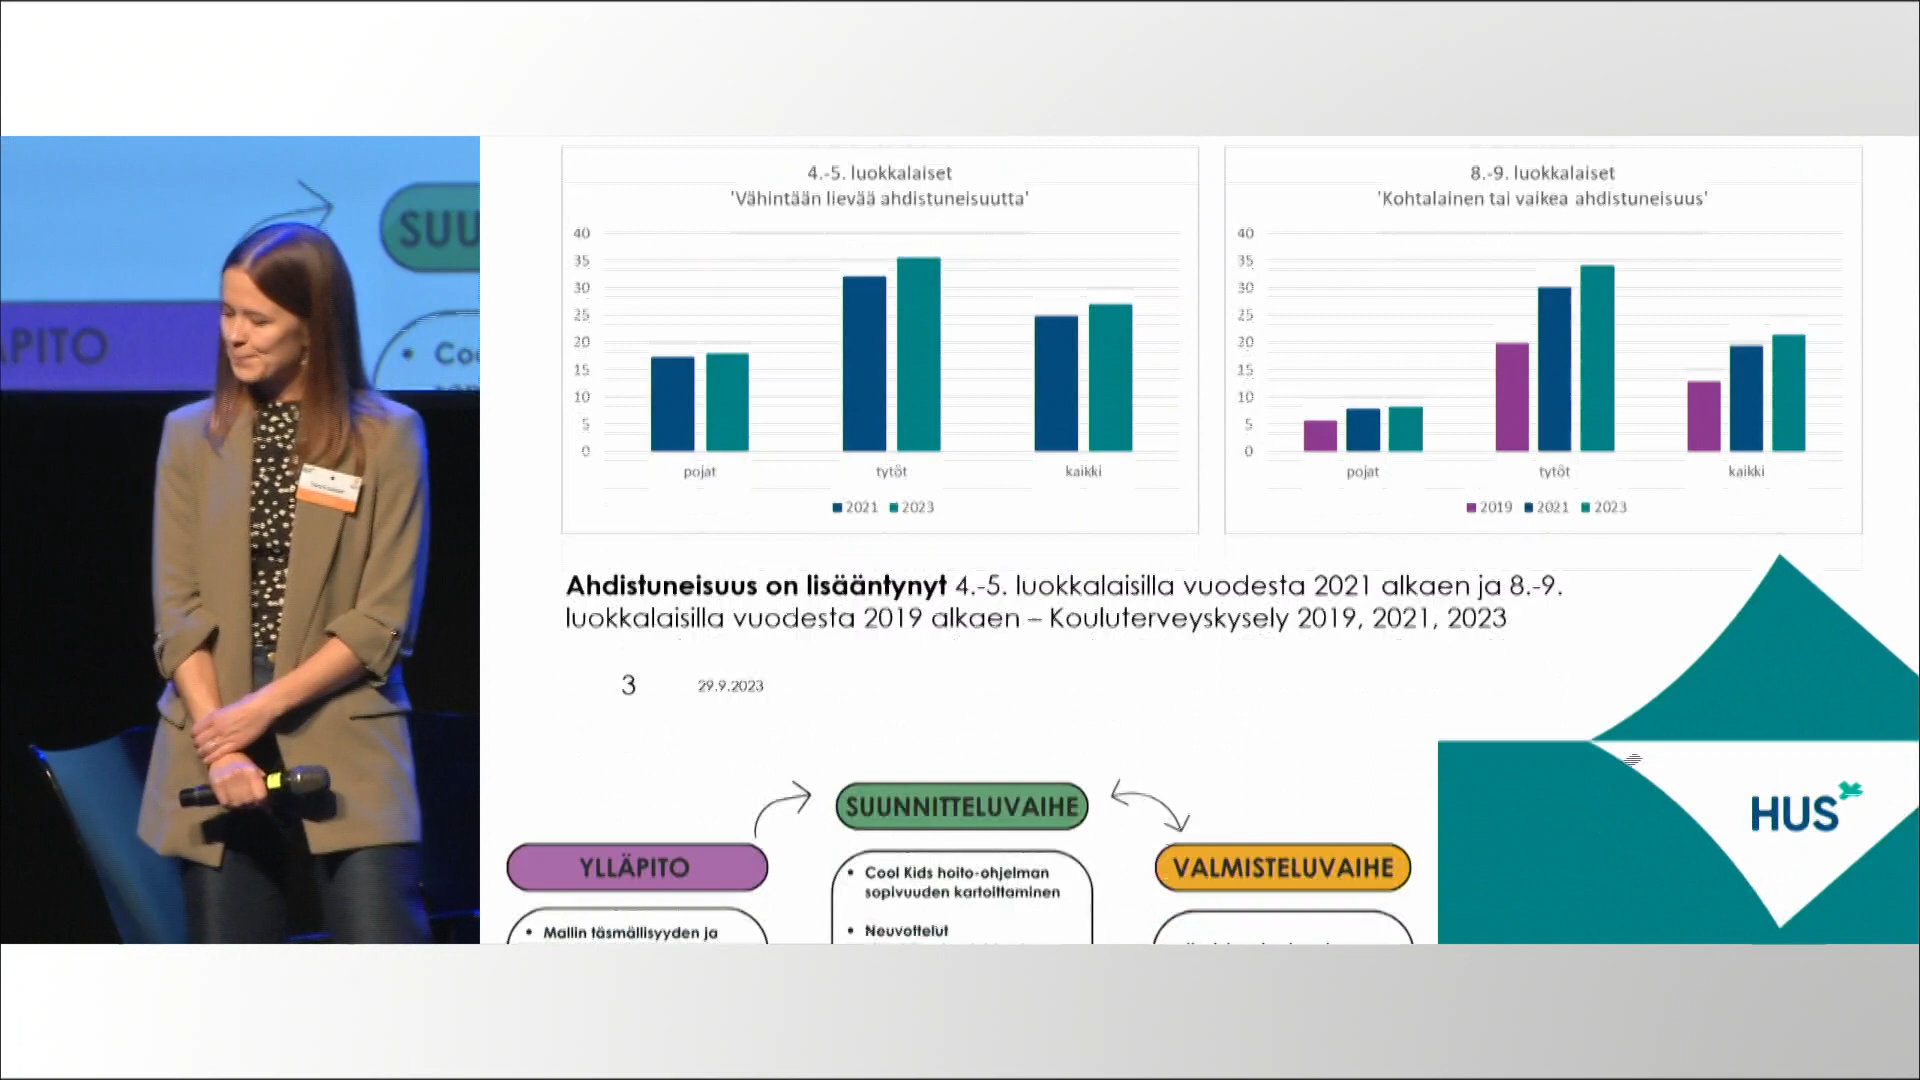 SUU
APITO
• Coo
4.-5. luokkalaiset
'Vähintään lievää ahdistuneisuutta'
40
35
30
25
20
15
10
5
0
pojat
tytöt
kaikki
2021 2023
8.-9. luokkalaiset
'Kohtalainen tai vaikea ahdistuneisuus'
40
35
30
25
20
15
10
5
0
pojat
tytöt
kaikki
2019 2021 2023
Ahdistuneisuus on lisääntynyt 4.-5. luokkalaisilla vuodesta 2021 alkaen ja 8.-9.
luokkalaisilla vuodesta 2019 alkaen – Kouluterveyskysely 2019, 2021, 2023
3
29.9.2023
SUUNNITTELUVAIHE
YLLÄPITO
VALMISTELUVAIHE
• Cool Kids hoito-ohjelman
sopivuuden kartoittaminen
• Neuvottelut
• Mallin täsmällisyyden ja
HUS